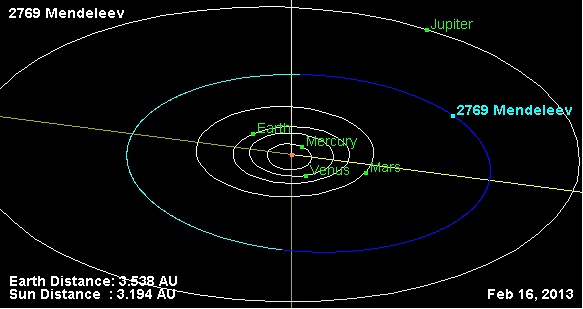 2769 Mendeleev
Jupiter
2769 Mendeleev
Earth
Mercury
Venus
Mars
Earth Distance: 3.538 AU
Sun Distance : 3.194 AU
Feb 16, 2013